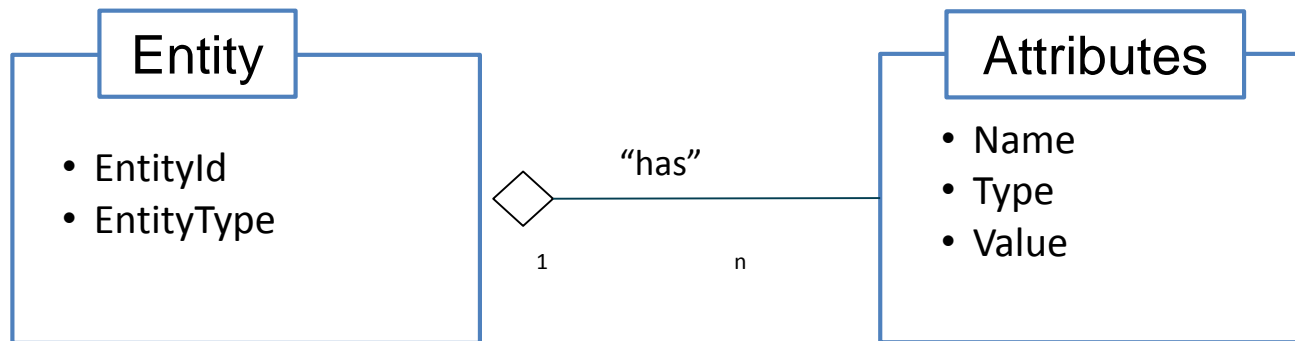 Entity
• EntityId
• EntityType
“has”
1
n
Attributes
• Name
• Type
• Value